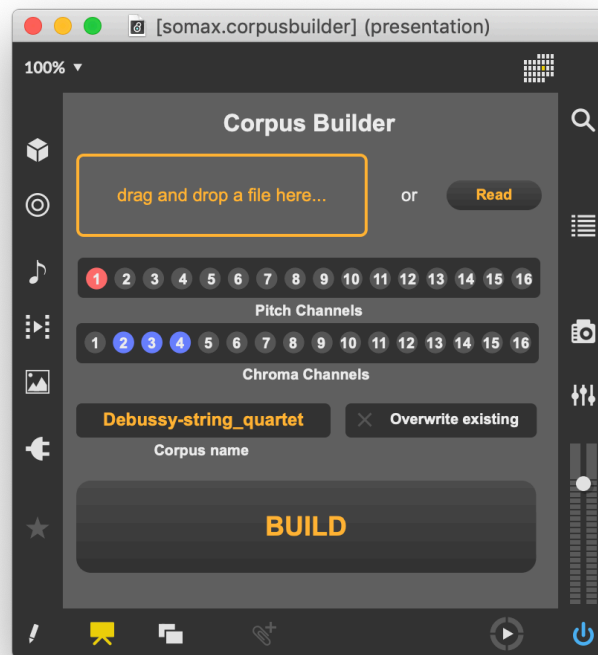 [somax.corpusbuilder] (presentation)
100%
Corpus Builder
drag and drop a file here...
or
Read
1 2 3 4 5 6 7 8 9 10 11 12 13 14 15 16
Pitch Channels
1 2 3 4 5 6 7 8 9 10 11 12 13 14 15 16
Chroma Channels
Debussy-string_quartet
Overwrite existing
Corpus name
BUILD